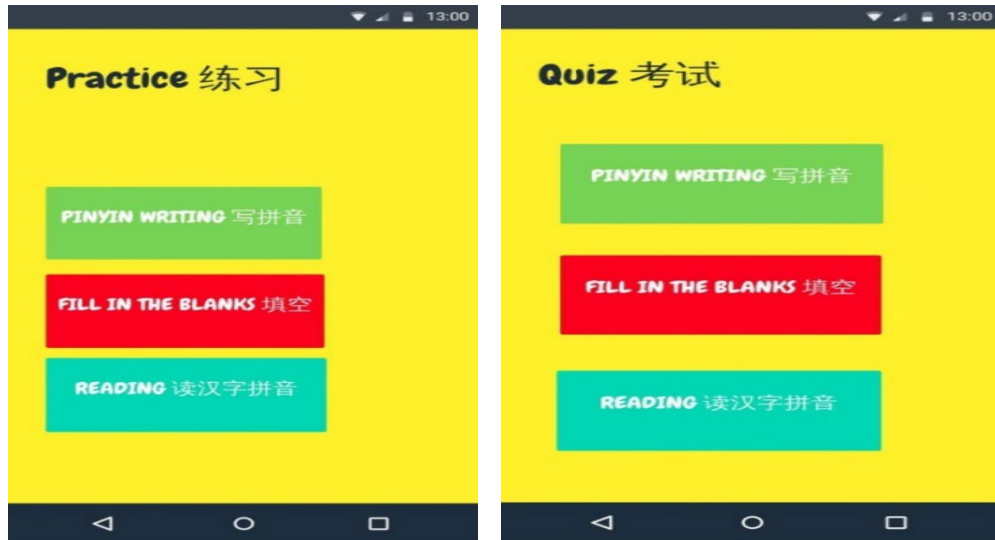 13:00
Practice 练习
PINYIN WRITING 写拼音
FILL IN THE BLANKS 填空
READING 读汉字拼音
13:00
Quiz 考试
PINYIN WRITING 写拼音
FILL IN THE BLANKS 填空
READING 读汉字拼音